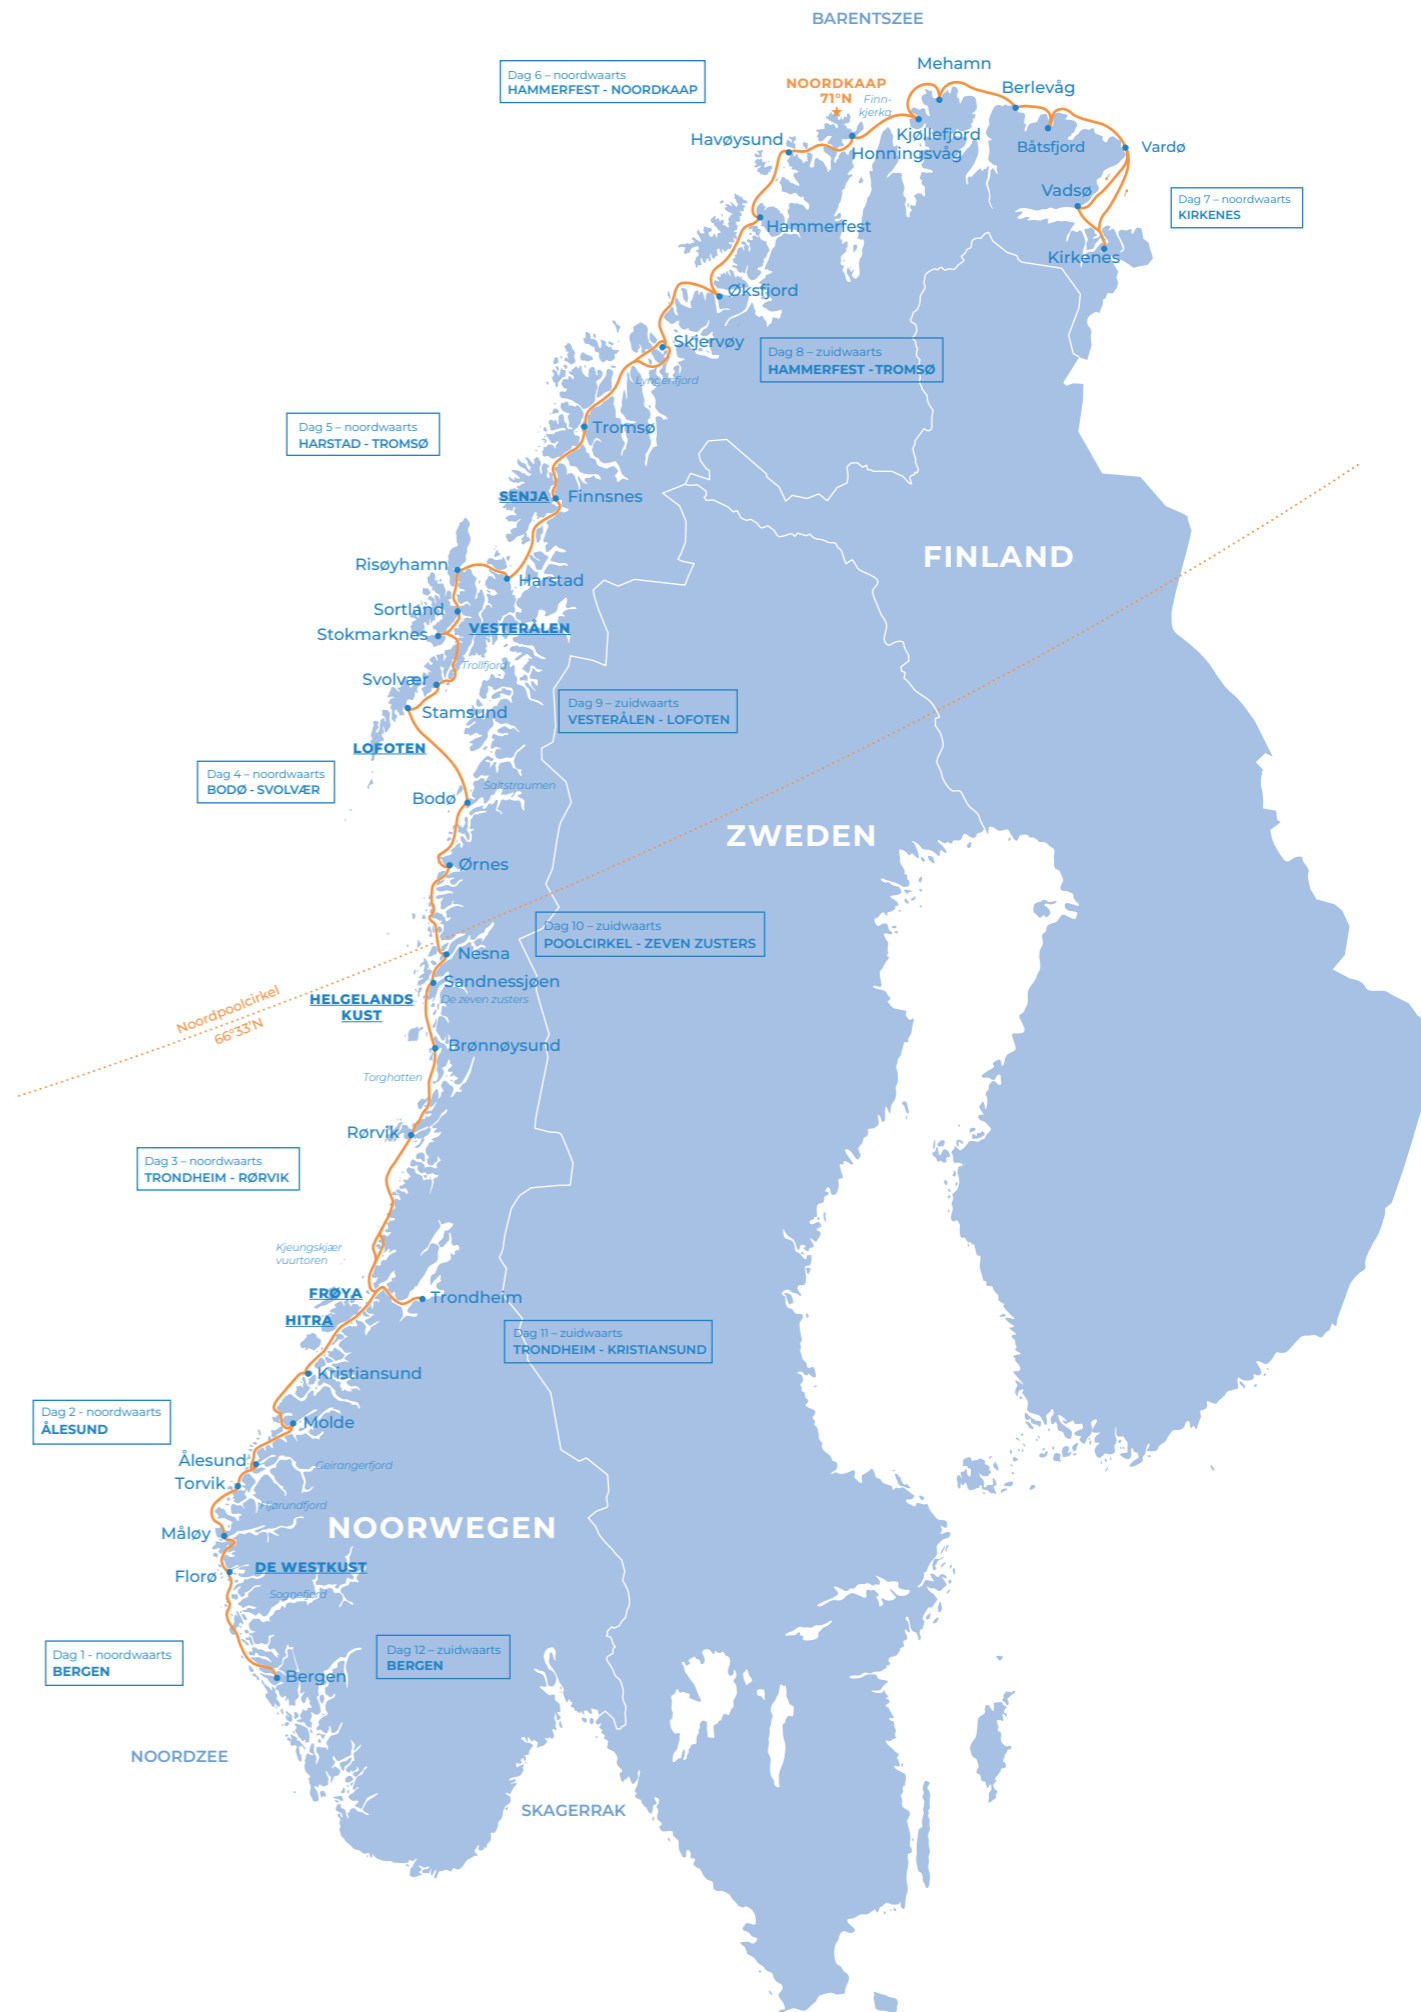 BARENTSZEE
Mehamn
Dag 6 – noordwaarts
HAMMERFEST - NOORDKAAP
NOORDKAAP
71°N
Finn-
kjerka
Berlevåg
Havøysund
Kjøllefjord
Honningsvåg
Båtsfjord
Vardø
Vadsø
Dag 7 – noordwaarts
KIRKENES
Hammerfest
Kirkenes
Øksfjord
Skjervøy
Dag 8 – zuidwaarts
HAMMERFEST - TROMSØ
Lyngenfjord
Dag 5 – noordwaarts
HARSTAD - TROMSØ
Tromsø
SENJA
Finnsnes
FINLAND
Risøyhamn
Harstad
Sortland
VESTERÅLEN
Stokmarknes
Trollfjord
Svolvær
Stamsund
Dag 9 – zuidwaarts
VESTERÅLEN - LOFOTEN
LOFOTEN
Dag 4 – noordwaarts
BODØ - SVOLVÆR
Saltstraumen
Bodø
ZWEDEN
Ørnes
Dag 10 – zuidwaarts
POOLCIRKEL - ZEVEN ZUSTERS
Nesna
Sandnessjøen
De zeven zusters
HELGELANDS
KUST
Noordpoolcirkel
66°33'N
Brønnøysund
Torghatten
Rørvik
Dag 3 – noordwaarts
TRONDHEIM - RØRVIK
Kjeungskjær
vuurtoren
FRØYA
Trondheim
HITRA
Dag 11 – zuidwaarts
TRONDHEIM - KRISTIANSUND
Kristiansund
Dag 2 - noordwaarts
ÅLESUND
Molde
Ålesund
Geirangerfjord
Torvik
Hjørundfjord
Måløy
NOORWEGEN
DE WESTKUST
Florø
Sognefjord
Dag 1 - noordwaarts
BERGEN
Dag 12 – zuidwaarts
BERGEN
Bergen
NOORDZEE
SKAGERRAK